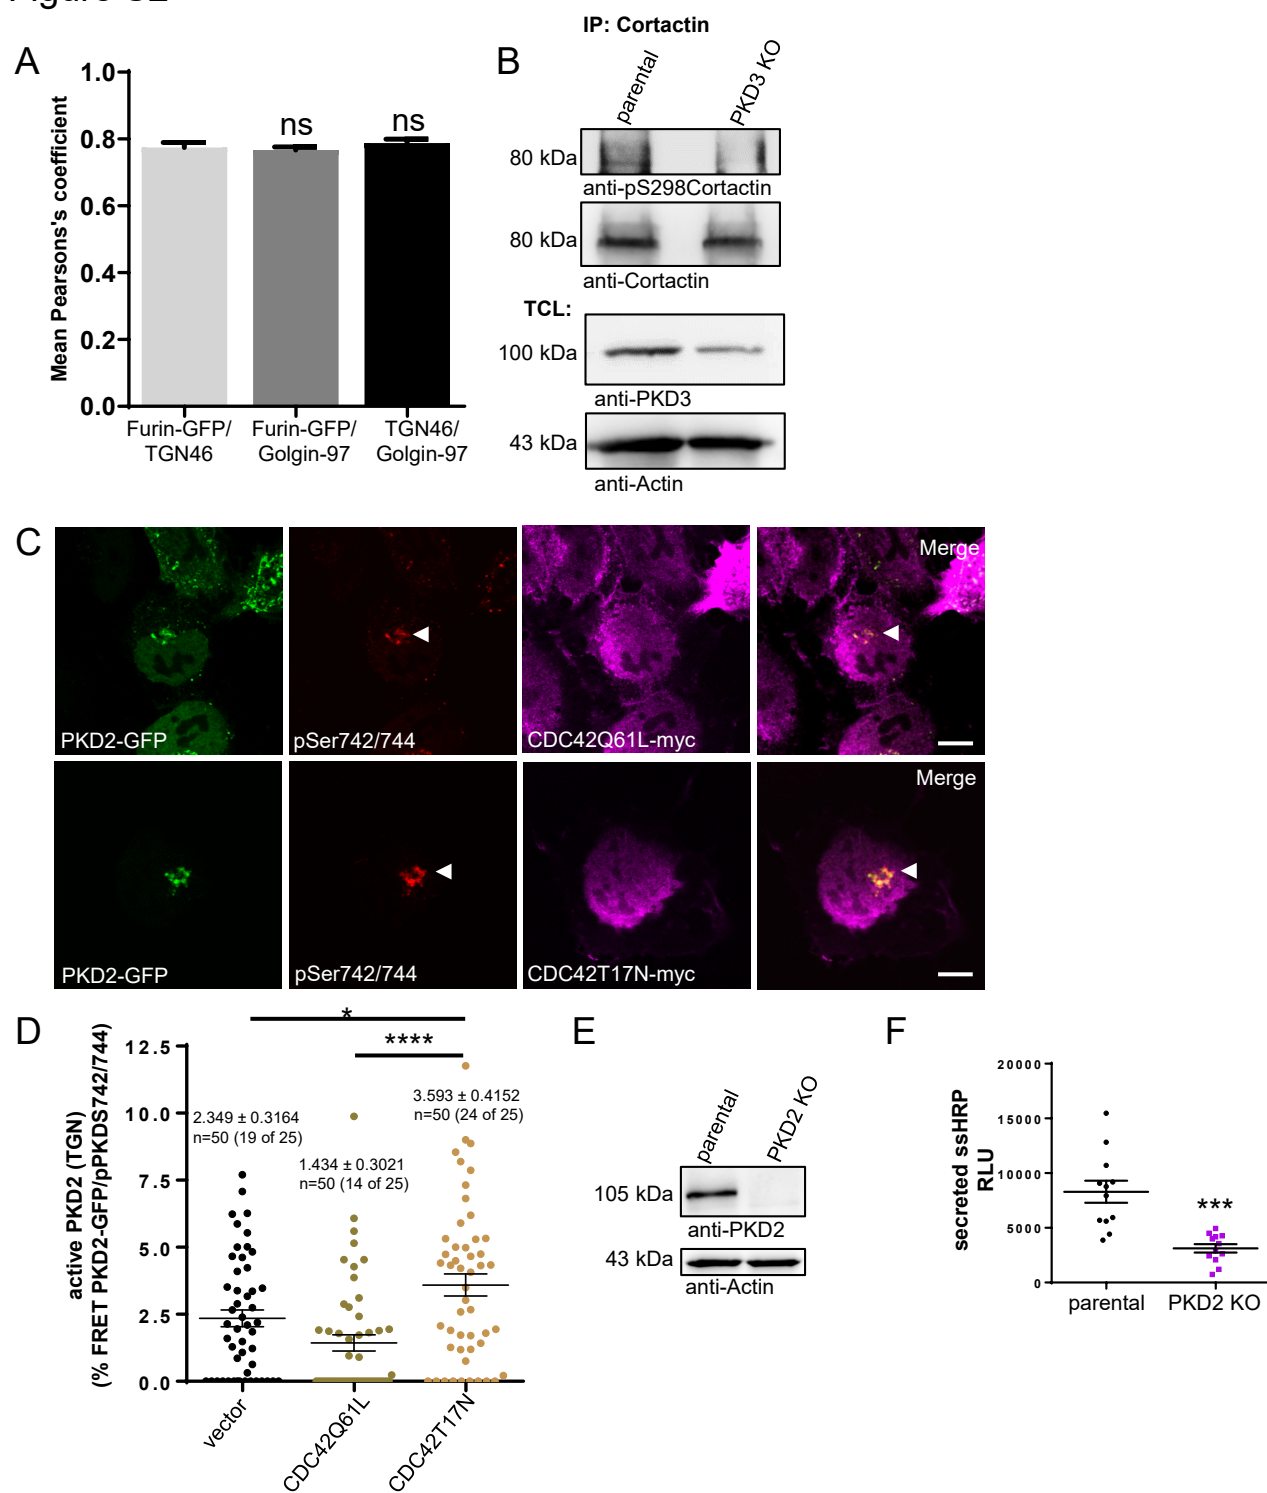 A
Mean Pearsons's coefficient
1.0
0.8
0.6
0.4
0.2
0.0
ns
ns
Furin-GFP/
TGN46
Furin-GFP/
Golgin-97
TGN46/
Golgin-97
B
IP: Cortactin
parental
PKD3 KO
80 kDa
anti-pS298Cortactin
80 kDa
anti-Cortactin
TCL:
100 kDa
anti-PKD3
43 kDa
anti-Actin
C
PKD2-GFP
pSer742/744
CDC42Q61L-myc
Merge
PKD2-GFP
pSer742/744
CDC42T17N-myc
Merge
D
active PKD2 (TGN)
(% FRET PKD2-GFP/pPKDS742/744)
12.5
10.0
7.5
5.0
2.5
0.0
*
****
2.349 ± 0.3164
n=50 (19 of 25)
1.434 ± 0.3021
n=50 (14 of 25)
3.593 ± 0.4152
n=50 (24 of 25)
vector
CDC42Q61L
CDC42T17N
E
parental
PKD2 KO
105 kDa
anti-PKD2
43 kDa
anti-Actin
F
secreted ssHRP
RLU
20000
15000
10000
5000
0
***
parental
PKD2 KO